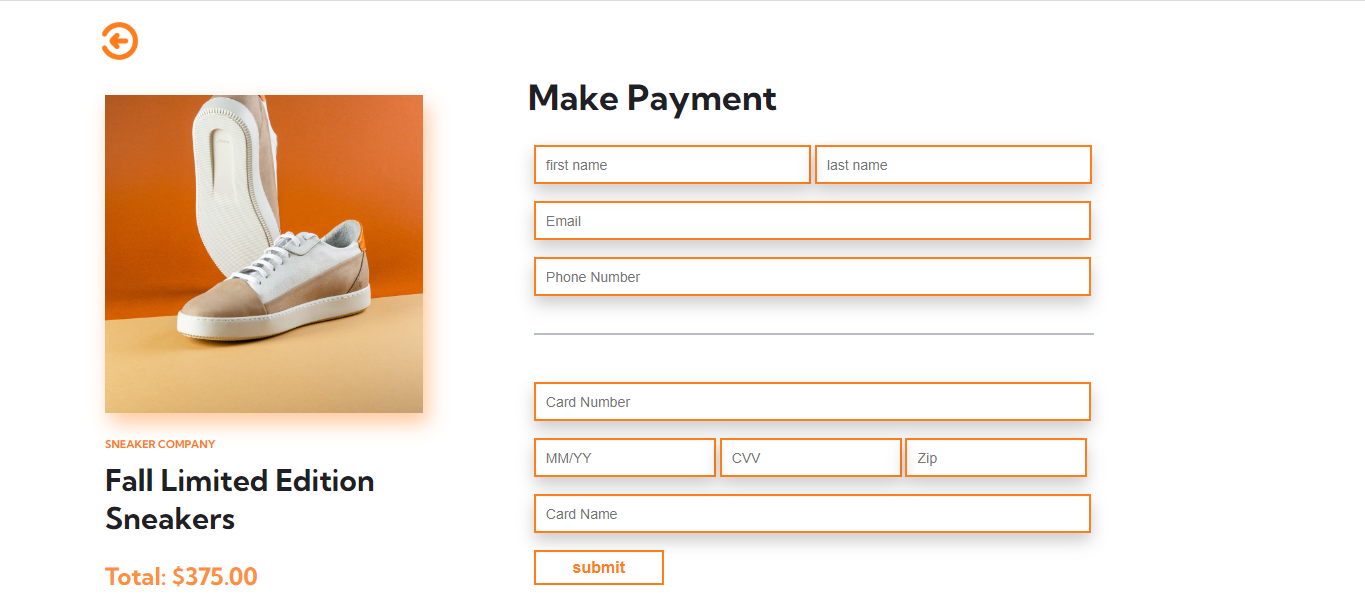 Make Payment
first name last name
Email
Phone Number
Card Number
MM/YY CVV Zip
Card Name
submit
SNEAKER COMPANY
Fall Limited Edition
Sneakers
Total: $375.00